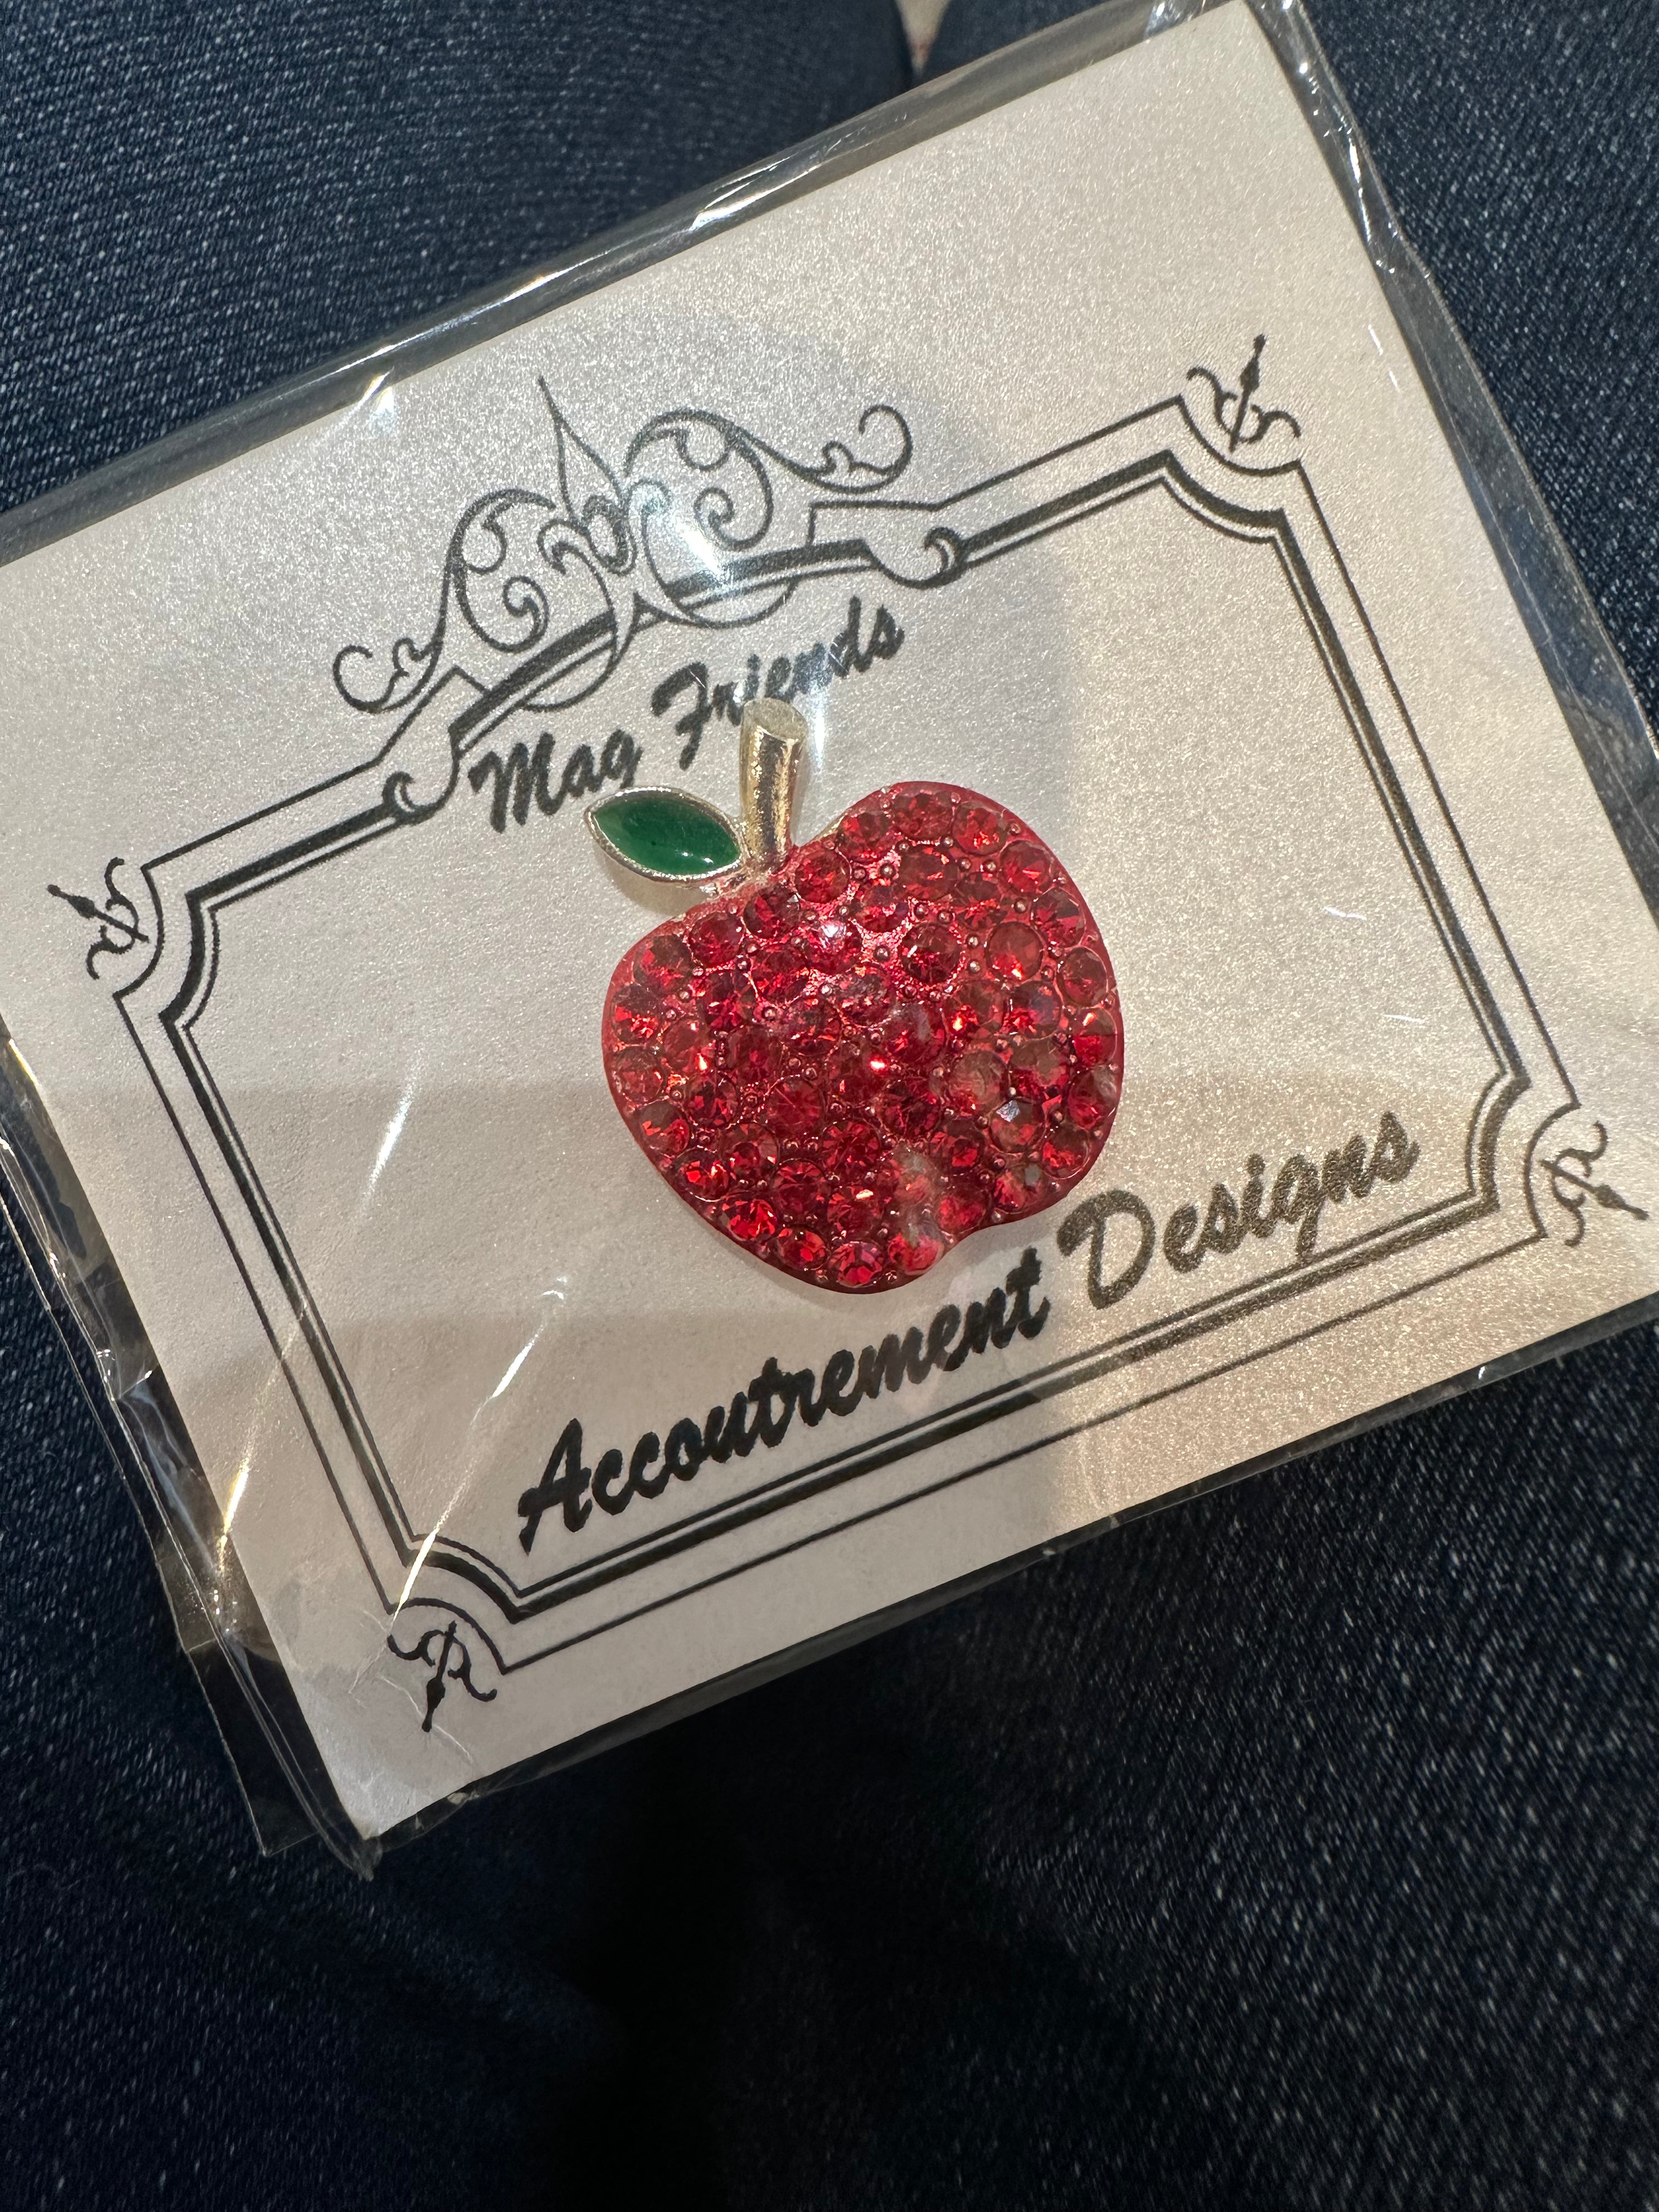 Mag Friends
Accoutrement Designs